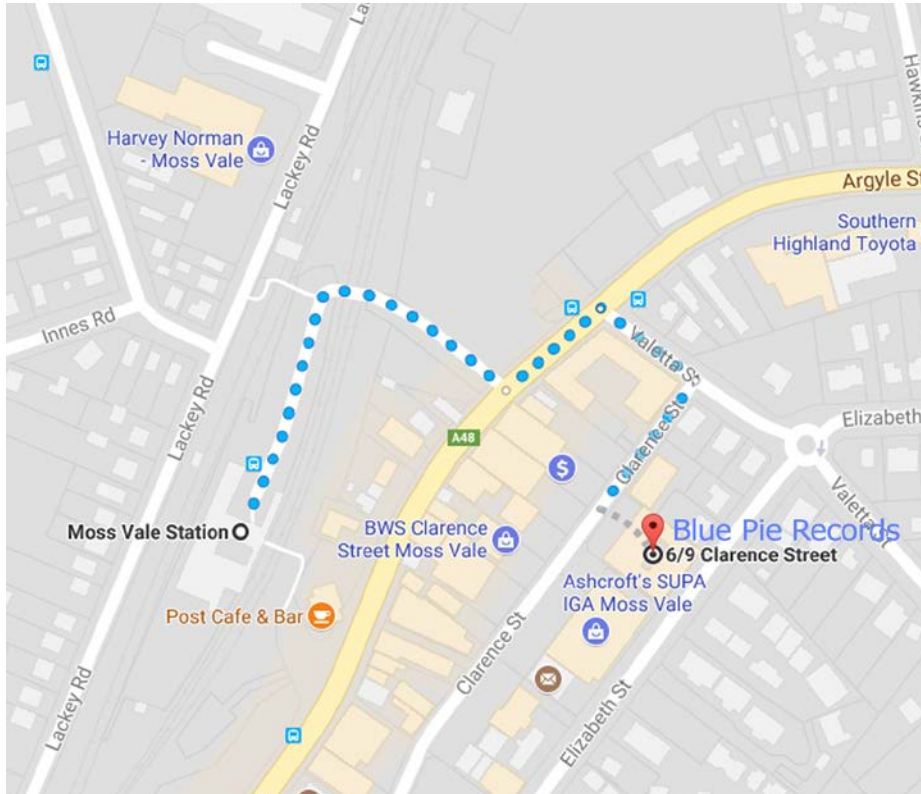 La
Hawkins
Harvey Norman
- Moss Vale
Lackey Rd
Argyle St
Southern
Highland Toyota
Innes Rd
Valetta St
Lackey Rd
Elizabeth
A48
Clarence St
$
Valetta St
Moss Vale Station
BWS Clarence
Street Moss Vale
Blue Pie Records
6/9 Clarence Street
Ashcroft's SUPA
IGA Moss Vale
Post Cafe & Bar
Clarence St
Lackey Rd
Elizabeth St